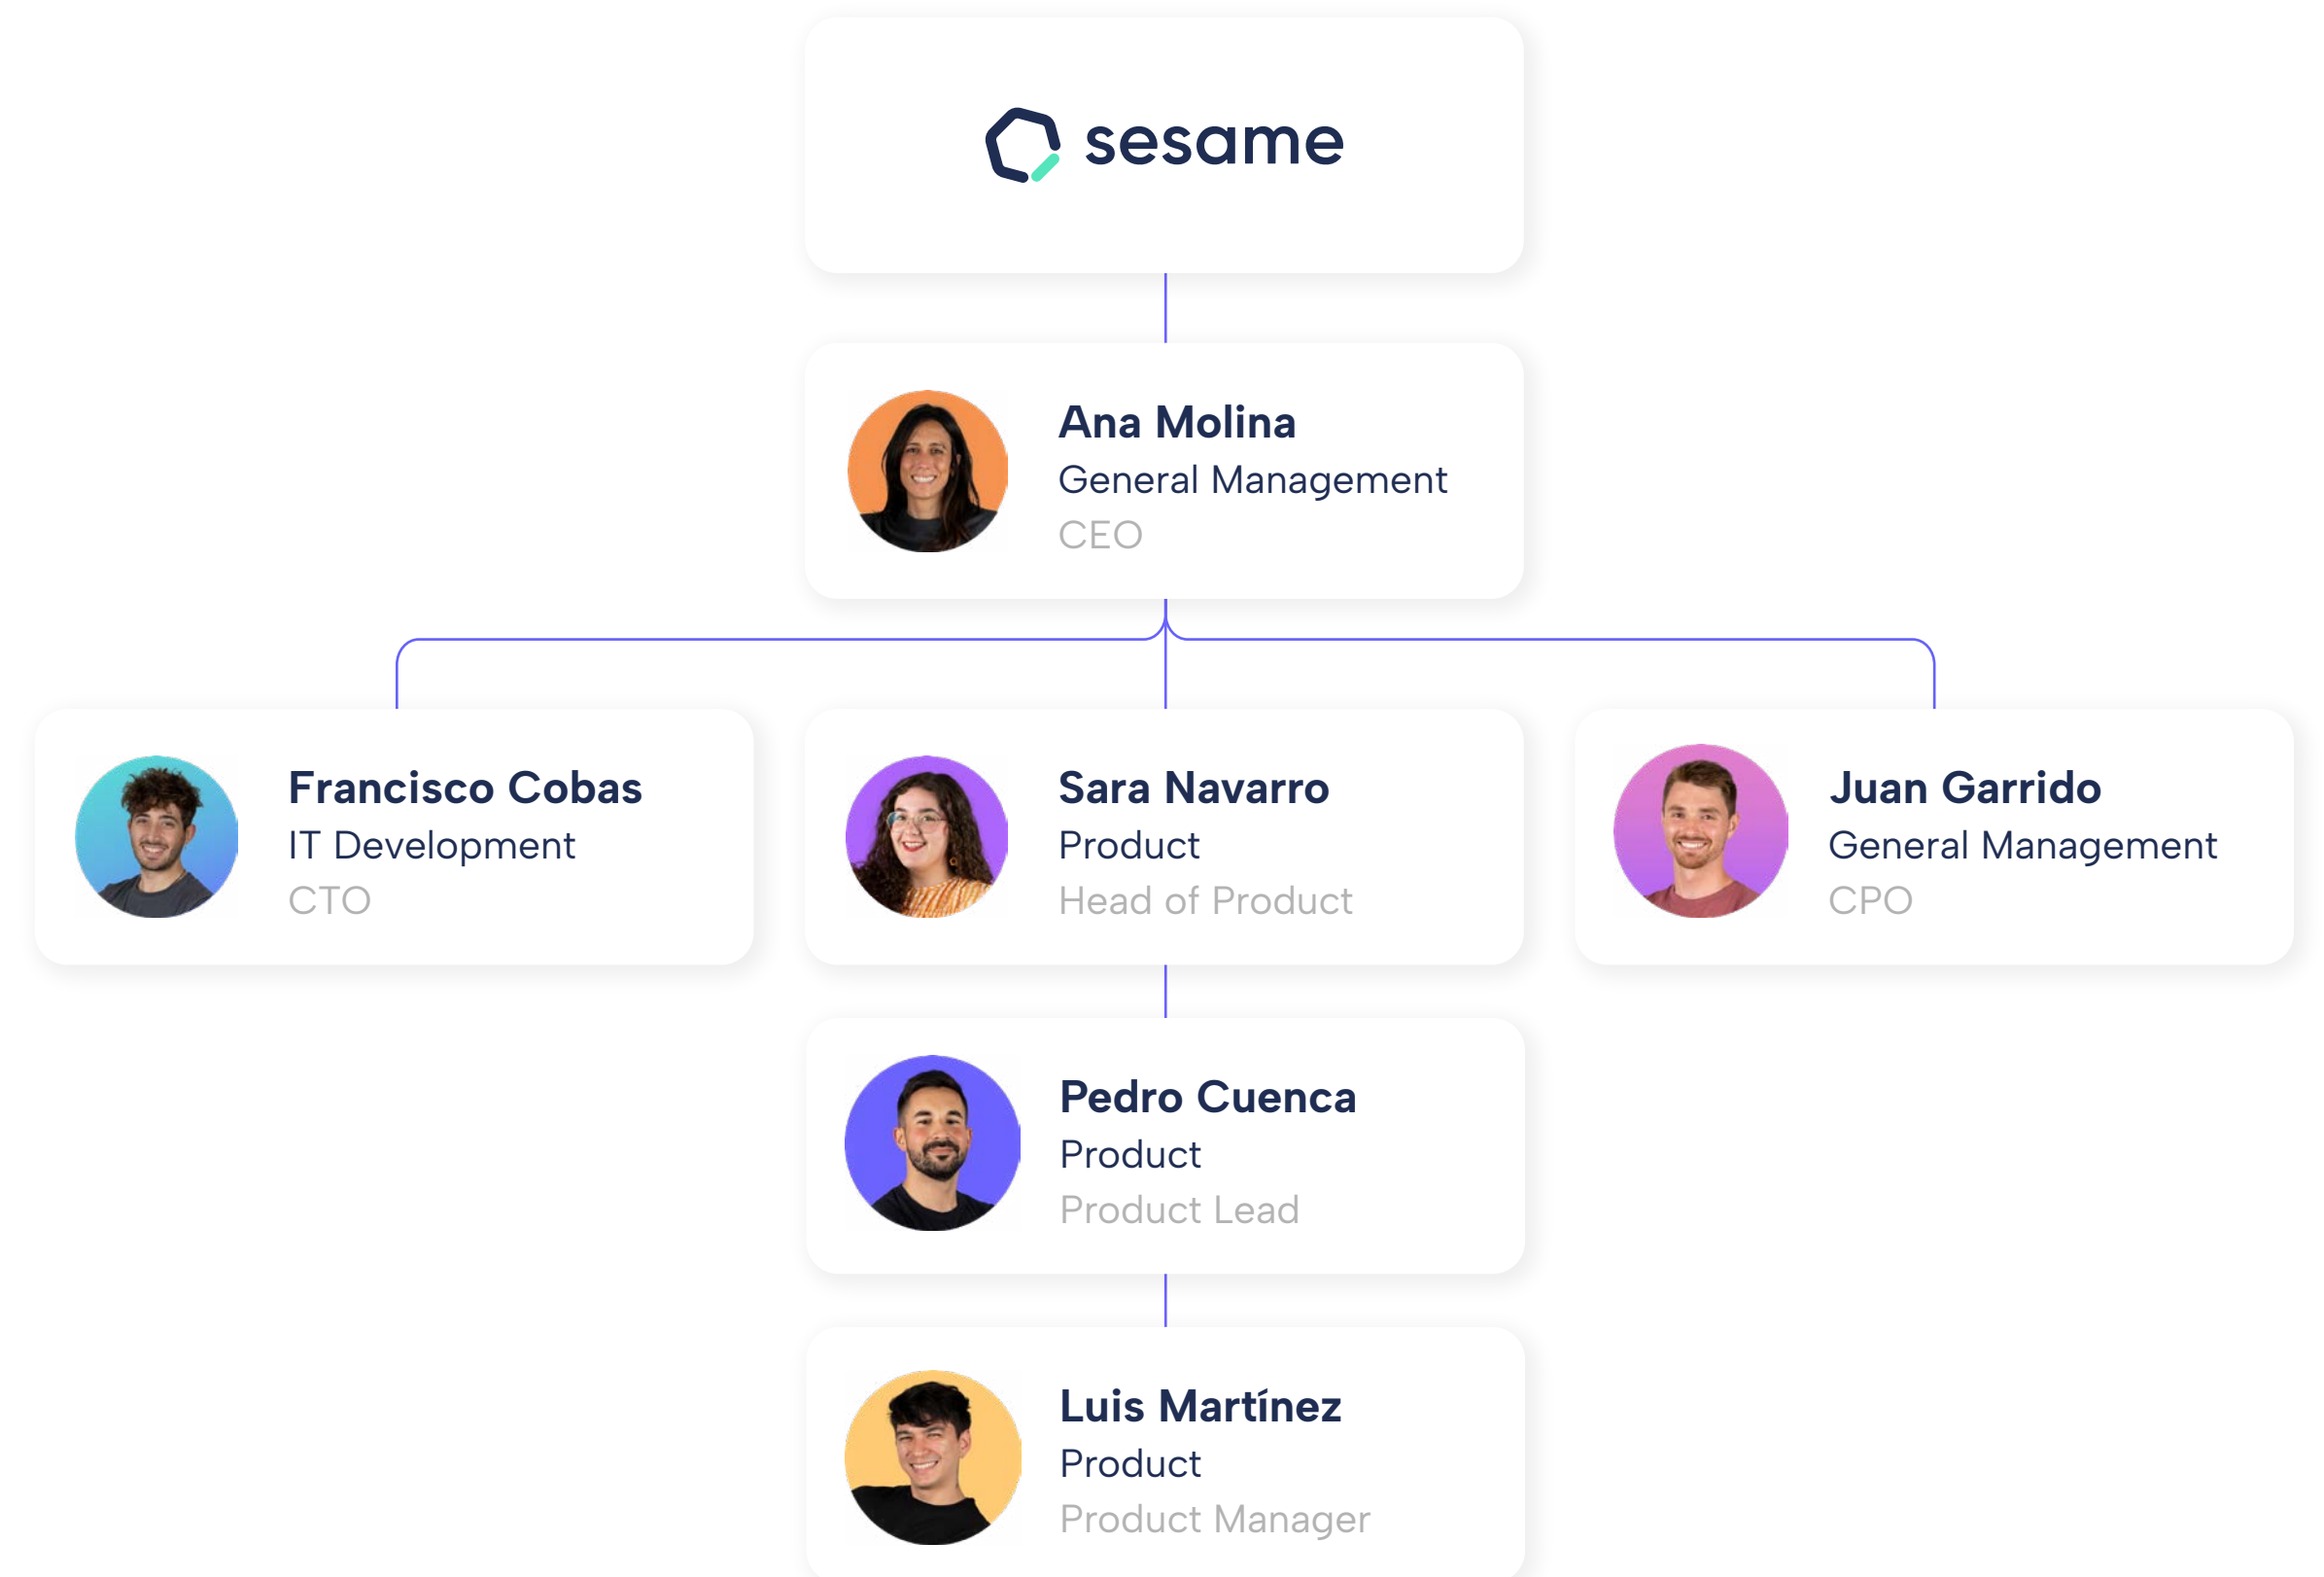 sesame
Ana Molina
General Management
CEO
Francisco Cobas
IT Development
CTO
Sara Navarro
Product
Head of Product
Juan Garrido
General Management
CPO
Pedro Cuenca
Product
Product Lead
Luis Martínez
Product
Product Manager